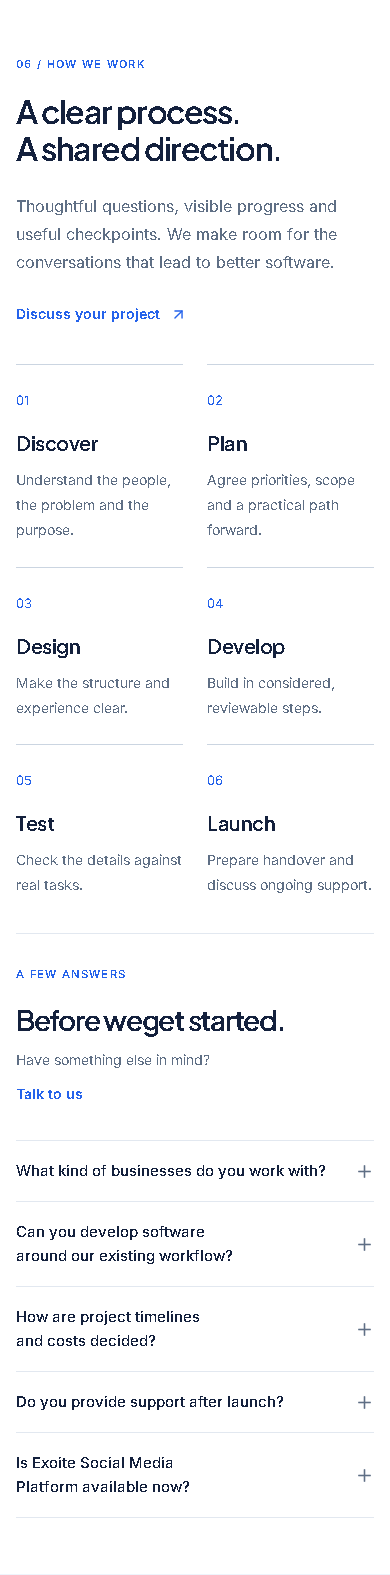 06 / HOW WE WORK
A clear process.
A shared direction.
Thoughtful questions, visible progress and
useful checkpoints. We make room for the
conversations that lead to better software.
Discuss your project
01
Discover
Understand the people,
the problem and the
purpose.
02
Plan
Agree priorities, scope
and a practical path
forward.
03
Design
Make the structure and
experience clear.
04
Develop
Build in considered,
reviewable steps.
05
Test
Check the details against
real tasks.
06
Launch
Prepare handover and
discuss ongoing support.
A FEW ANSWERS
Before we get started.
Have something else in mind?
Talk to us
What kind of businesses do you work with?
Can you develop software
around our existing workflow?
How are project timelines
and costs decided?
Do you provide support after launch?
Is Exoite Social Media
Platform available now?